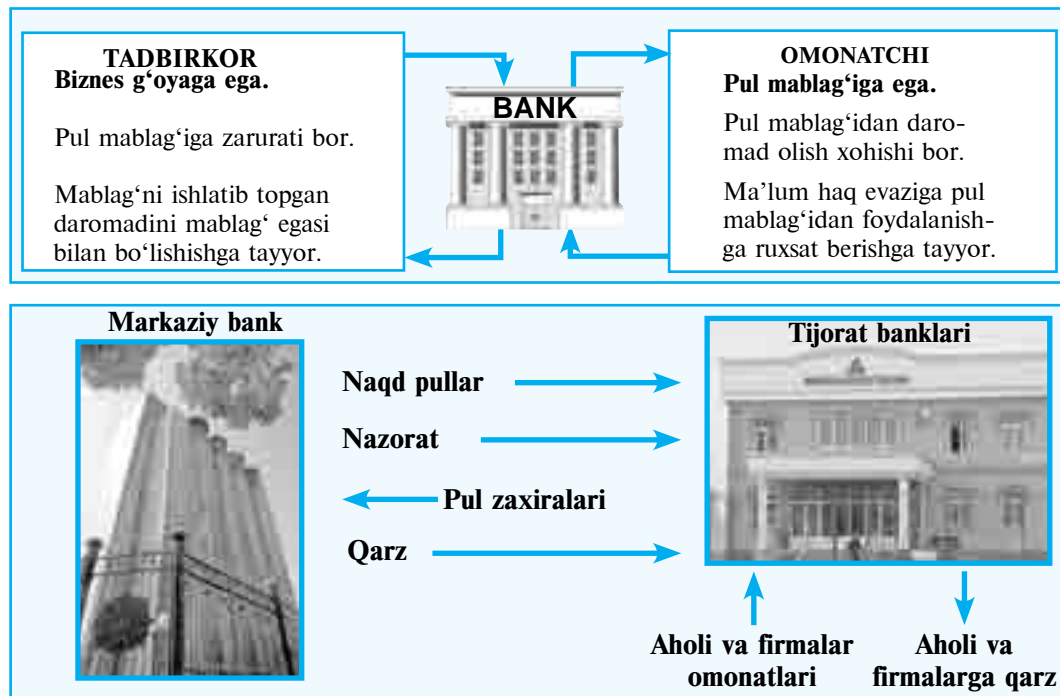 TADBIRKOR
Biznes g‘oyaga ega.
Pul mablag‘iga zarurati bor.
Mablag‘ni ishlatib topgan
daromadini mablag‘ egasi
bilan bo‘lishishga tayyor.
BANK
OMONATCHI
Pul mablag‘iga ega.
Pul mablag‘idan daro-
mad olish xohishi bor.
Ma’lum haq evaziga pul
mablag‘idan foydalanish-
ga ruxsat berishga tayyor.
Markaziy bank
Tijorat banklari
Naqd pullar
Nazorat
Pul zaxiralari
Qarz
Aholi va firmalar
omonatlari
Aholi va
firmalarga qarz